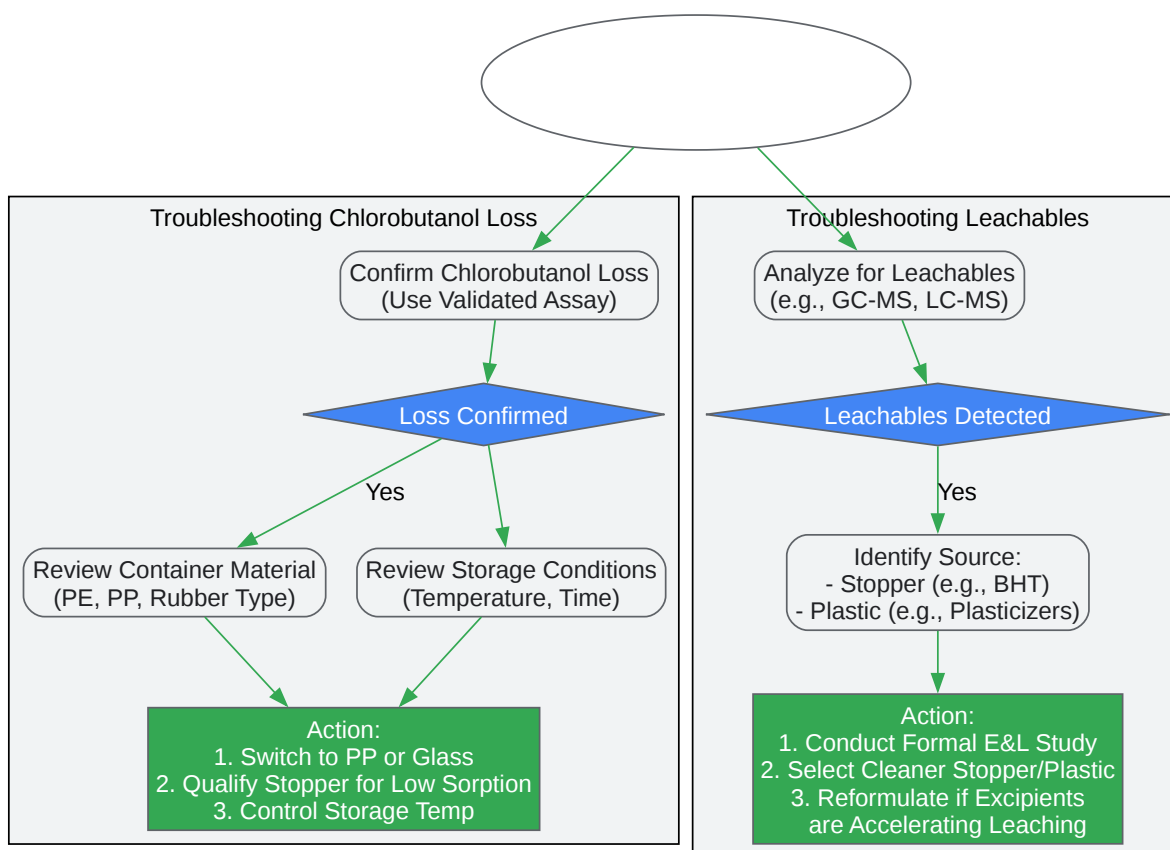 Troubleshooting Chlorobutanol Loss
Confirm Chlorobutanol Loss
(Use Validated Assay)
Loss Confirmed
Yes
Review Container Material
(PE, PP, Rubber Type)
Review Storage Conditions
(Temperature, Time)
Action:
1. Switch to PP or Glass
2. Qualify Stopper for Low Sorption
3. Control Storage Temp
Troubleshooting Leachables
Analyze for Leachables
(e.g., GC-MS, LC-MS)
Leachables Detected
Yes
Identify Source:
- Stopper (e.g., BHT)
- Plastic (e.g., Plasticizers)
Action:
1. Conduct Formal E&L Study
2. Select Cleaner Stopper/Plastic
3. Reformulate if Excipients
are Accelerating Leaching